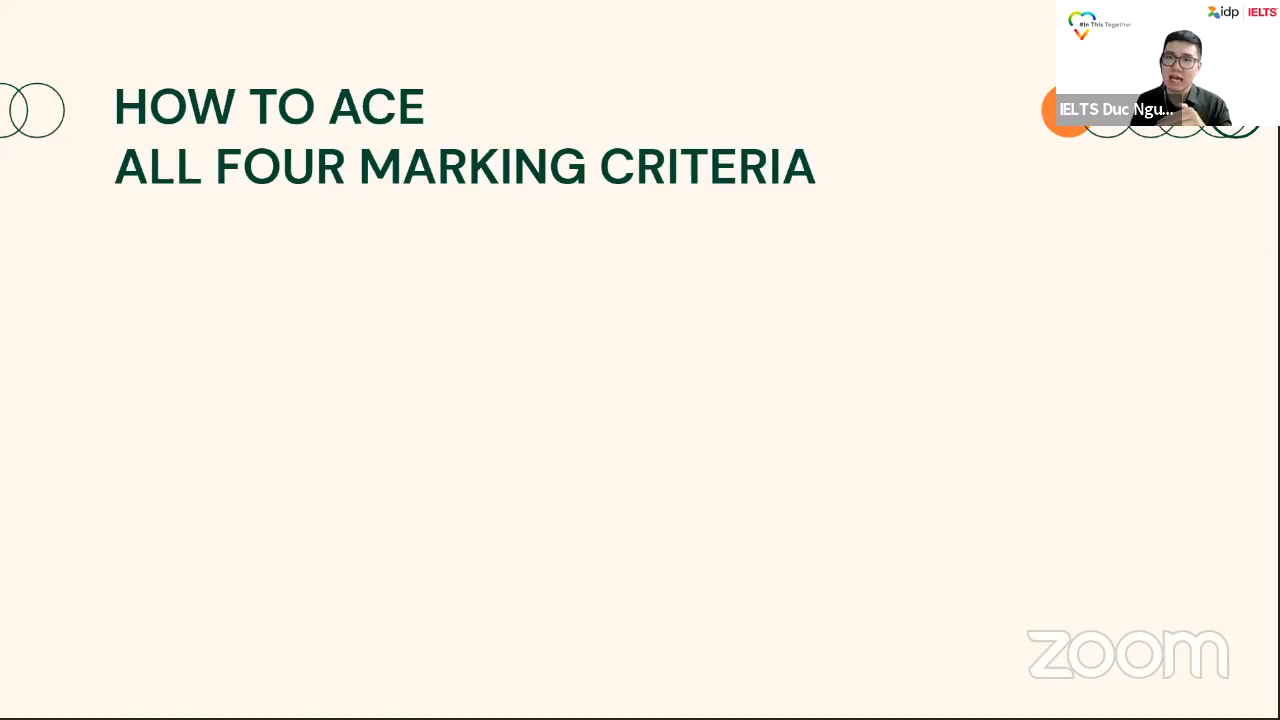 HOW TO ACE
ALL FOUR MARKING CRITERIA
#In This Together
idp IELTS
IELTS Duc Ngu...
zoom